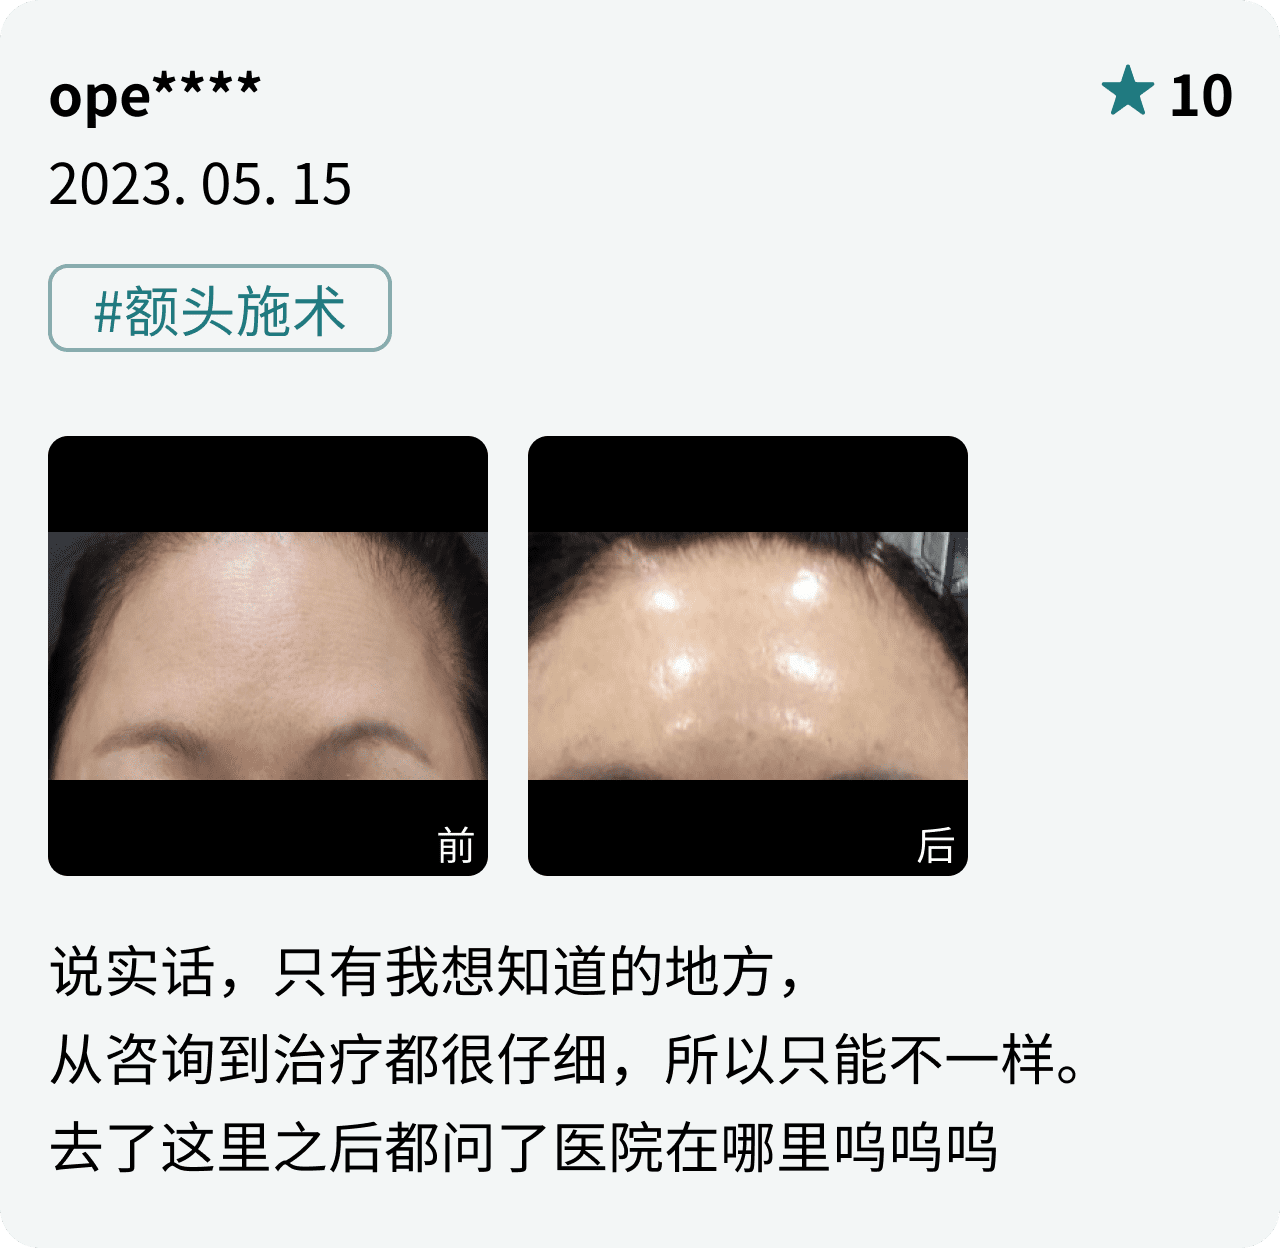 ope****
★ 10
2023. 05. 15
#额头施术
前
后
说实话，只有我想知道的地方，
从咨询到治疗都很仔细，所以只能不一样。
去了这里之后都问了医院在哪里呜呜呜